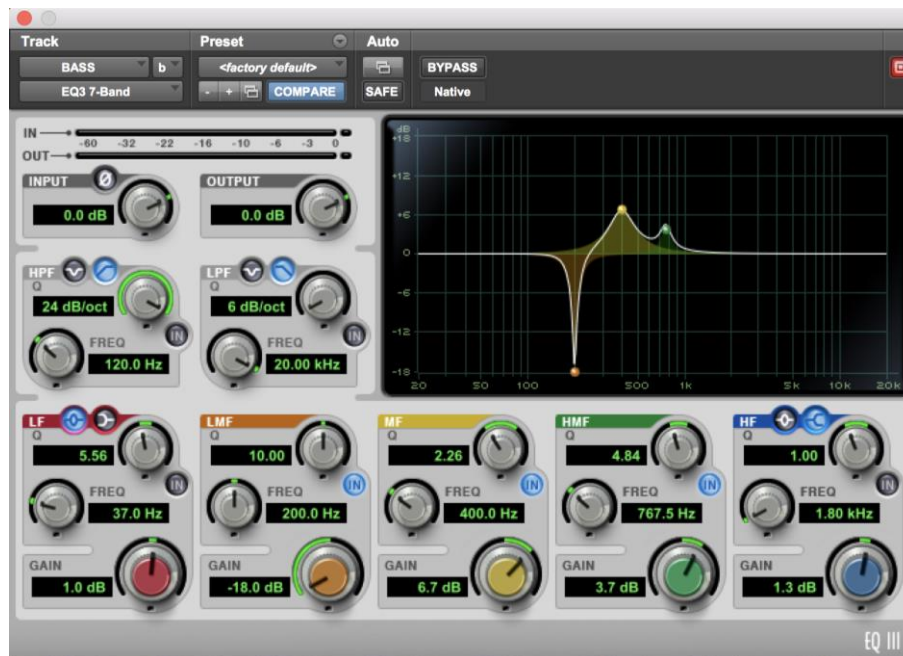 Track Preset Auto
BASS b <factory default> BYPASS
EQ3 7-Band - + COMPARE SAFE Native
IN -60 -32 -22 -16 -10 -6 -3 0
OUT
INPUT Ø OUTPUT
0.0 dB 0.0 dB
HPF LPF
Q Q
24 dB/oct 6 dB/oct
IN IN
FREQ FREQ
120.0 Hz 20.00 kHz
dB
+18
+12
+6
0
-6
-12
-18
20 50 100 500 1k 5k 10k 20k
LF LMF MF HMF HF
Q Q Q Q Q
5.56 10.00 2.26 4.84 1.00
IN IN IN IN IN
FREQ FREQ FREQ FREQ FREQ
37.0 Hz 200.0 Hz 400.0 Hz 767.5 Hz 1.80 kHz
GAIN GAIN GAIN GAIN GAIN
1.0 dB -18.0 dB 6.7 dB 3.7 dB 1.3 dB
EQ III